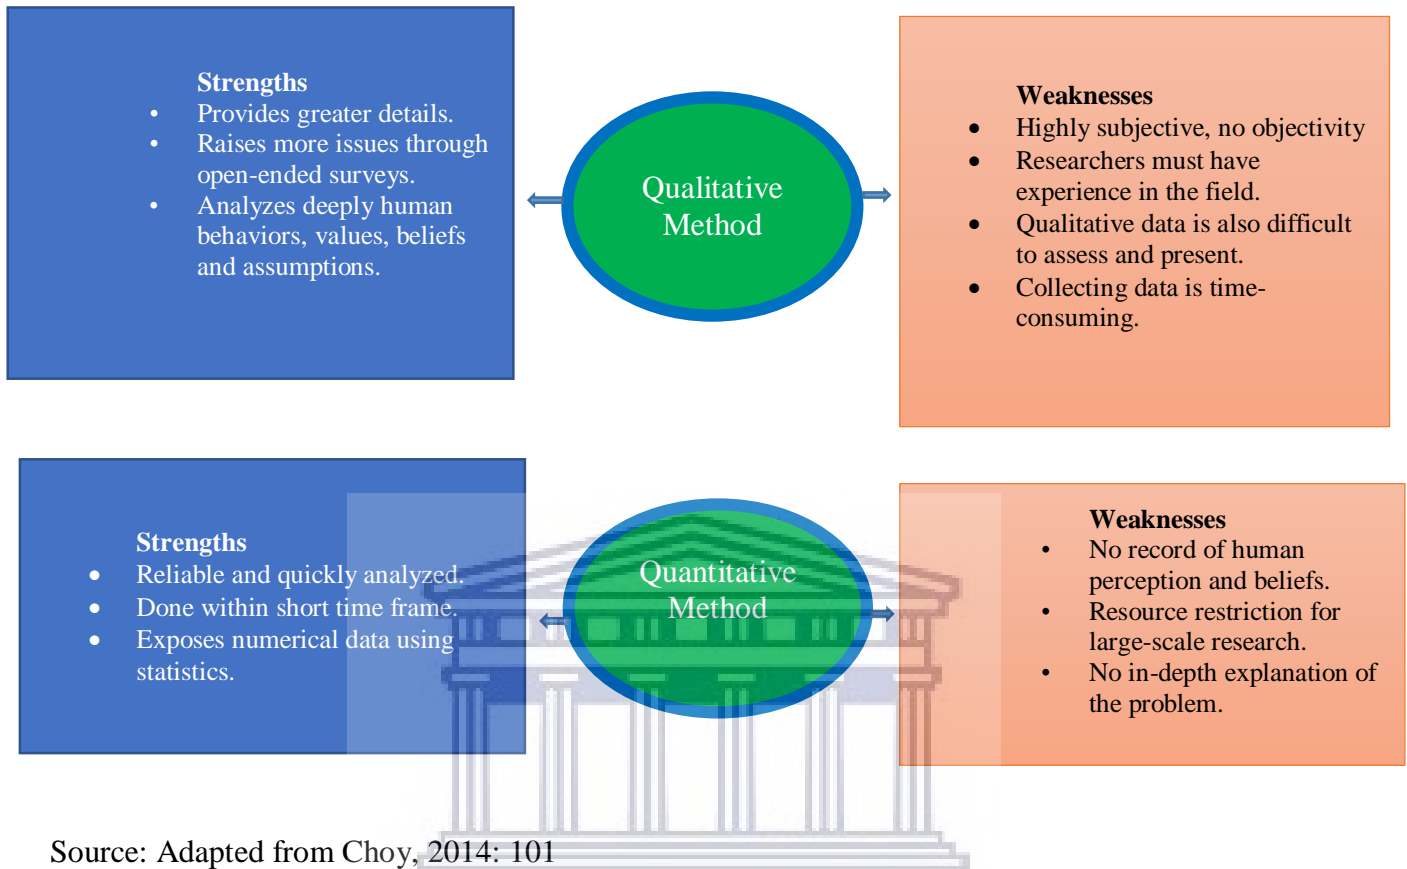 Strengths
• Provides greater details.
• Raises more issues through
open-ended surveys.
• Analyzes deeply human
behaviors, values, beliefs
and assumptions.
Qualitative
Method
Weaknesses
• Highly subjective, no objectivity
• Researchers must have
experience in the field.
• Qualitative data is also difficult
to assess and present.
• Collecting data is time-
consuming.
Strengths
• Reliable and quickly analyzed.
• Done within short time frame.
• Exposes numerical data using
statistics.
Quantitative
Method
Weaknesses
• No record of human
perception and beliefs.
• Resource restriction for
large-scale research.
• No in-depth explanation of
the problem.
Source: Adapted from Choy, 2014: 101